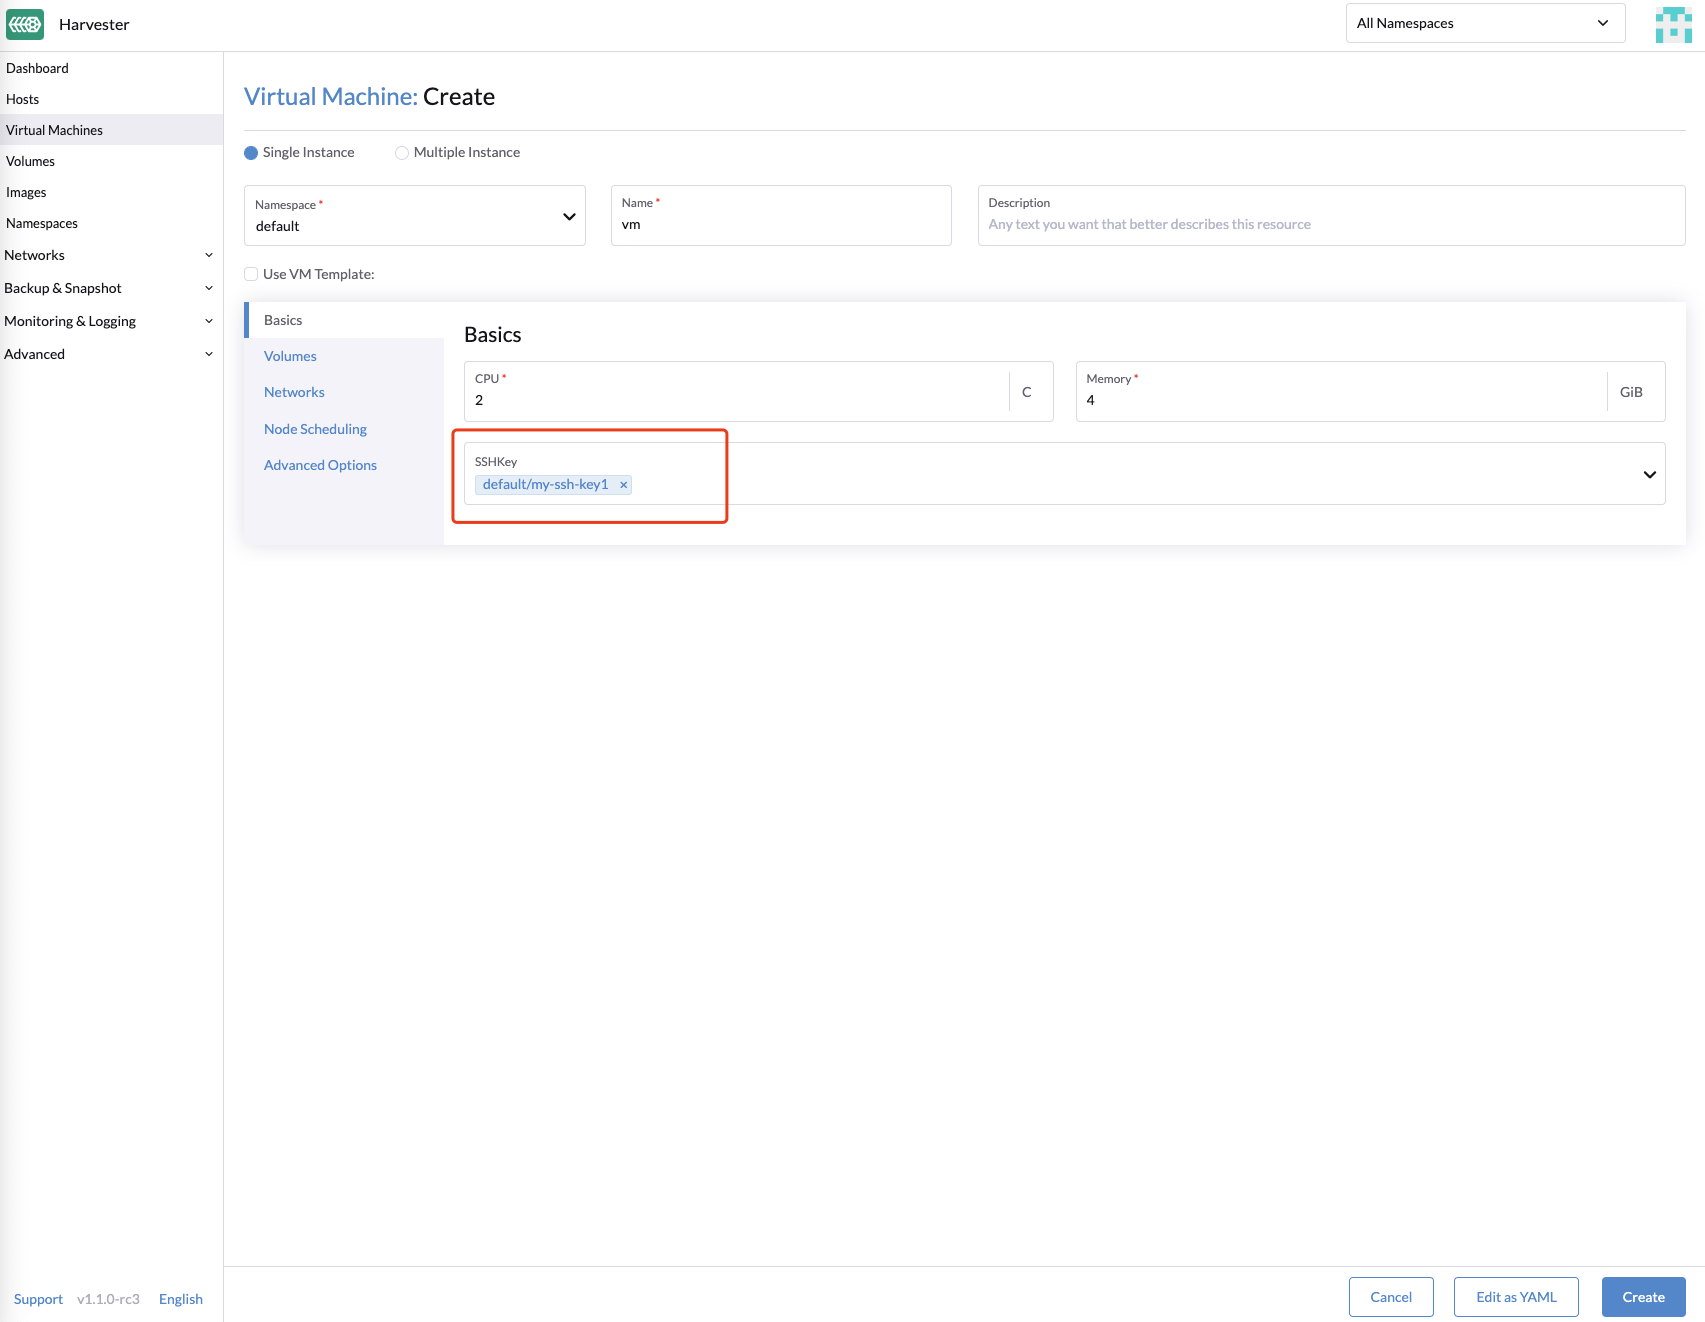 Harvester
All Namespaces
Dashboard
Hosts
Virtual Machines
Volumes
Images
Namespaces
Networks
Backup & Snapshot
Monitoring & Logging
Advanced
Virtual Machine: Create
Single Instance
Multiple Instance
Namespace *
default
Name *
vm
Description
Any text you want that better describes this resource
Use VM Template:
Basics
Volumes
Networks
Node Scheduling
Advanced Options
Basics
CPU *
2
C
Memory *
4
GiB
SSHKey
default/my-ssh-key1 ×
Support v1.1.0-rc3 English
Cancel
Edit as YAML
Create